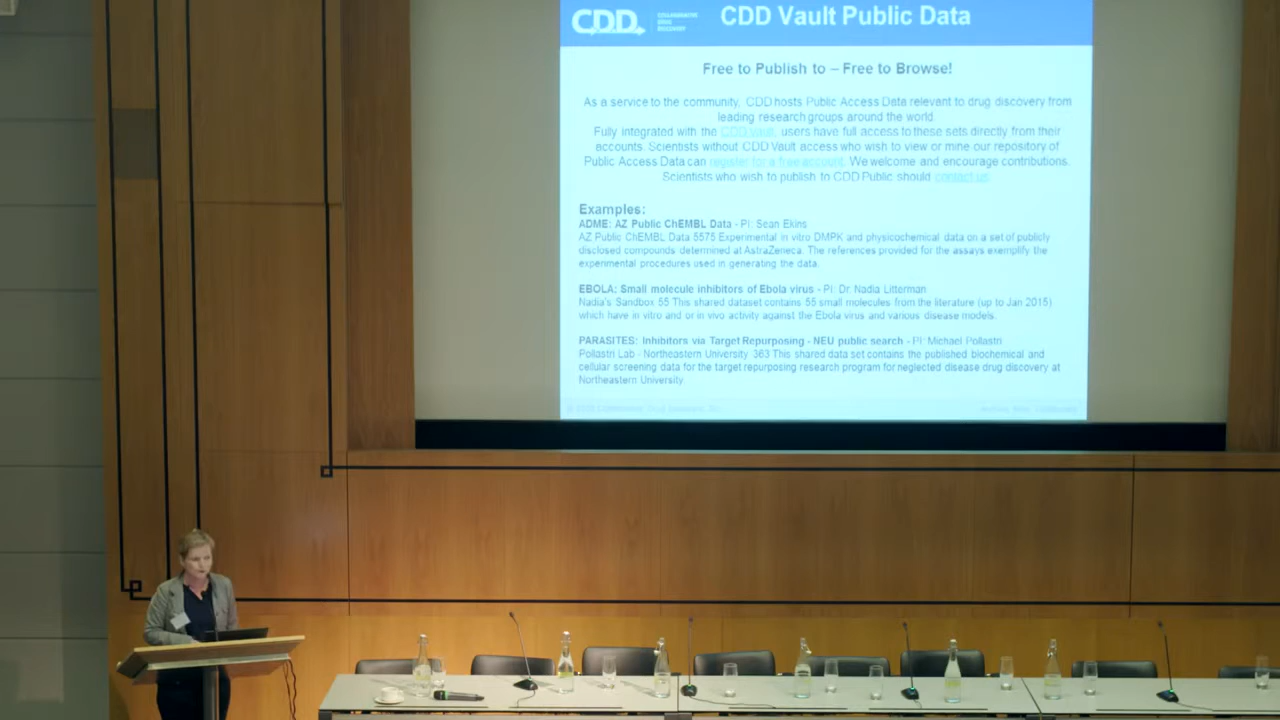 CDD.
COLLABORATIVE
DRUG
DISCOVERY
CDD Vault Public Data
Free to Publish to – Free to Browse!
As a service to the community, CDD hosts Public Access Data relevant to drug discovery from
leading research groups around the world.
Fully integrated with the CDD Vault, users have full access to these sets directly from their
accounts. Scientists without CDD Vault access who wish to view or mine our repository of
Public Access Data can register for a free account. We welcome and encourage contributions.
Scientists who wish to publish to CDD Public should contact us.
Examples:
ADME: AZ Public ChEMBL Data - PI: Sean Ekins
AZ Public ChEMBL Data 5575 Experimental in vitro DMPK and physicochemical data on a set of publicly
disclosed compounds determined at AstraZeneca. The references provided for the assays exemplify the
experimental procedures used in generating the data.
EBOLA: Small molecule inhibitors of Ebola virus - PI: Dr. Nadia Litterman
Nadia's Sandbox 55 This shared dataset contains 55 small molecules from the literature (up to Jan 2015)
which have in vitro and or in vivo activity against the Ebola virus and various disease models.
PARASITES: Inhibitors via Target Repurposing - NEU public search - PI: Michael Pollastri
Pollastri Lab - Northeastern University 363 This shared data set contains the published biochemical and
cellular screening data for the target repurposing research program for neglected disease drug discovery at
Northeastern University